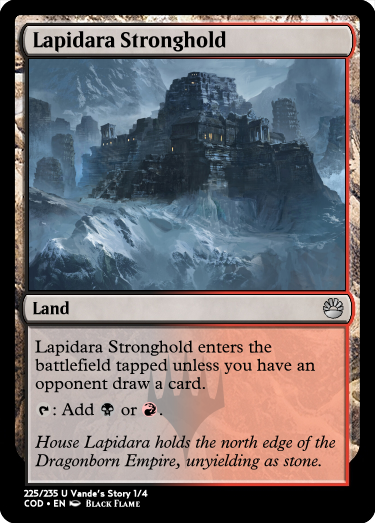 Lapidara Stronghold
Land
Lapidara Stronghold enters the
battlefield tapped unless you have an
opponent draw a card.
: Add or .
House Lapidara holds the north edge of the
Dragonborn Empire, unyielding as stone.
225/235 U Vande's Story 1/4
COD • EN Black Flame